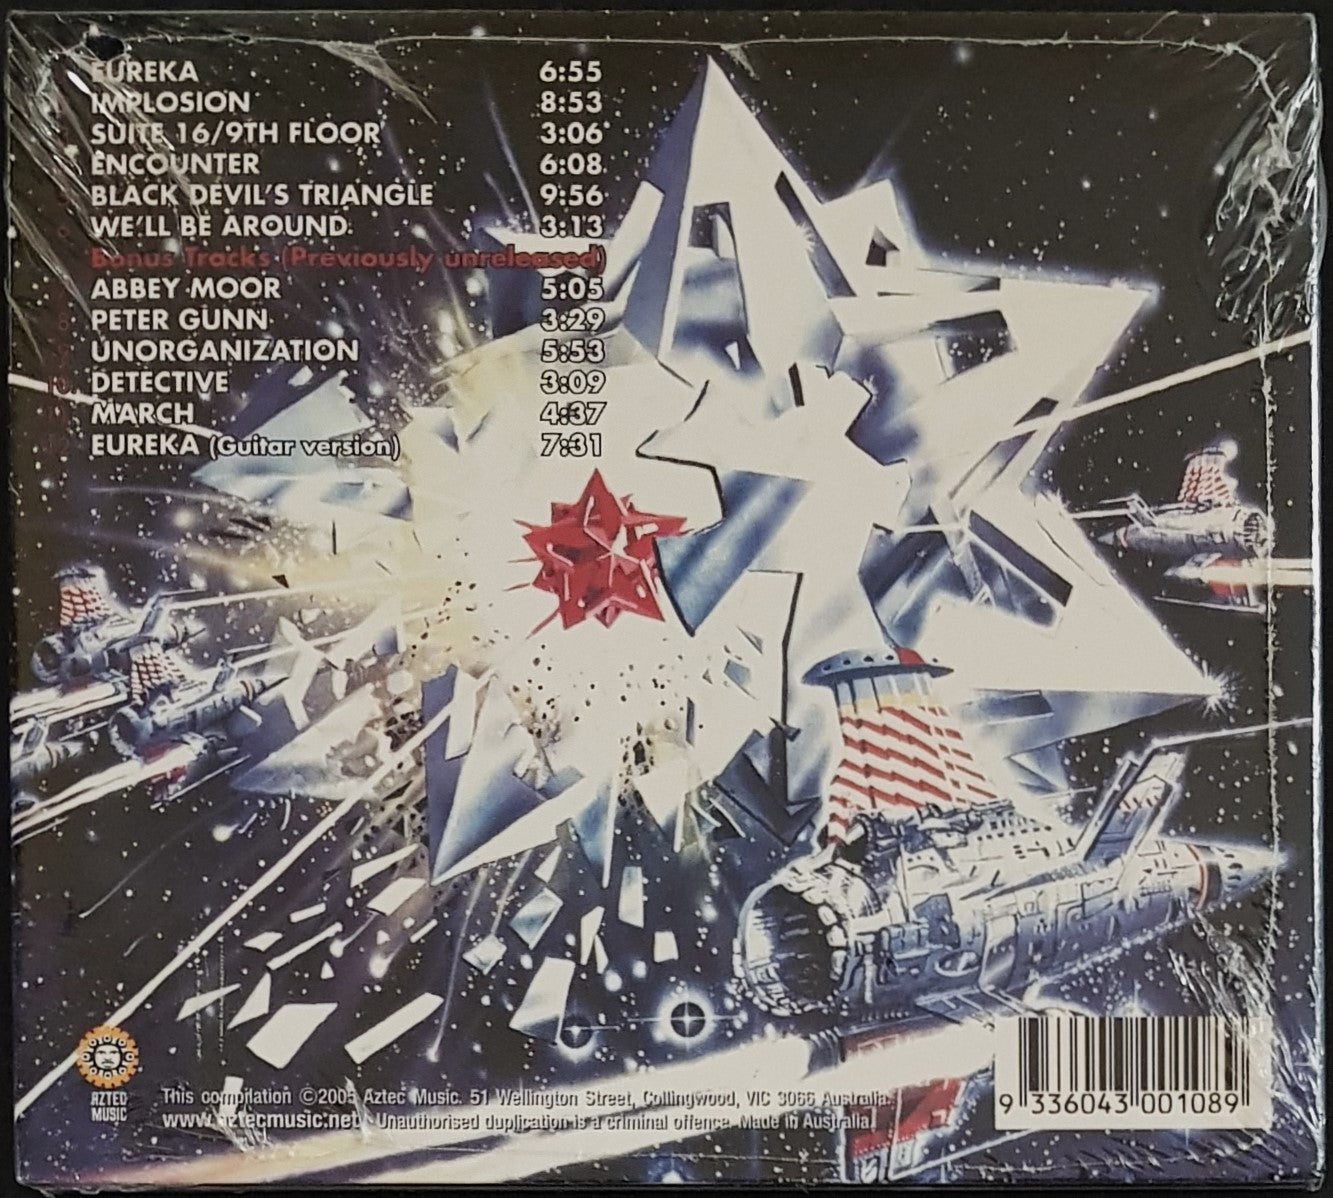 EUREKA 6:55
IMPLOSION 8:53
SUITE 16/9TH FLOOR 3:06
ENCOUNTER 6:08
BLACK DEVIL'S TRIANGLE 9:56
WE'LL BE AROUND 3:13
Bonus Tracks (Previously unreleased)
ABBEY MOOR 5:05
PETER GUNN 3:29
UNORGANIZATION 5:53
DETECTIVE 3:09
MARCH 4:37
EUREKA (Guitar version) 7:31
AZTEC
MUSIC
This compilation ©2005 Aztec Music. 51 Wellington Street, Collingwood, VIC 3066 Australia.
www.aztecmusic.net Unauthorised duplication is a criminal offence. Made in Australia.
9 336043 001089